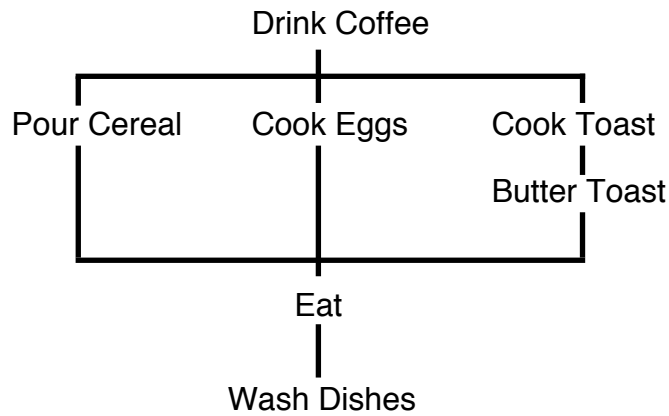 Drink Coffee
Pour Cereal
Cook Eggs
Cook Toast
Butter Toast
Eat
Wash Dishes